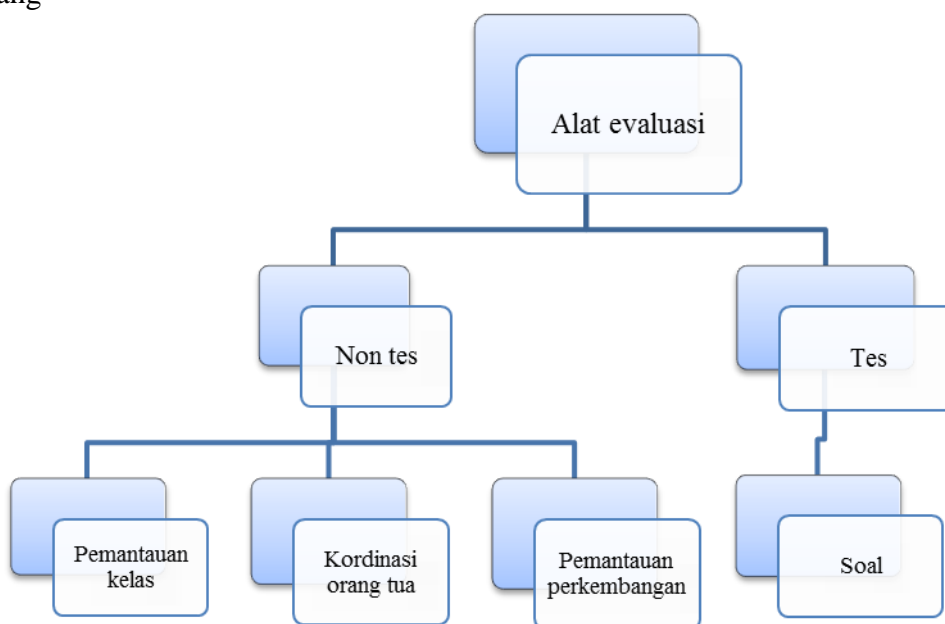 Alat evaluasi
Non tes
Tes
Pemantauan
kelas
Kordinasi
orang tua
Pemantauan
perkembangan
Soal